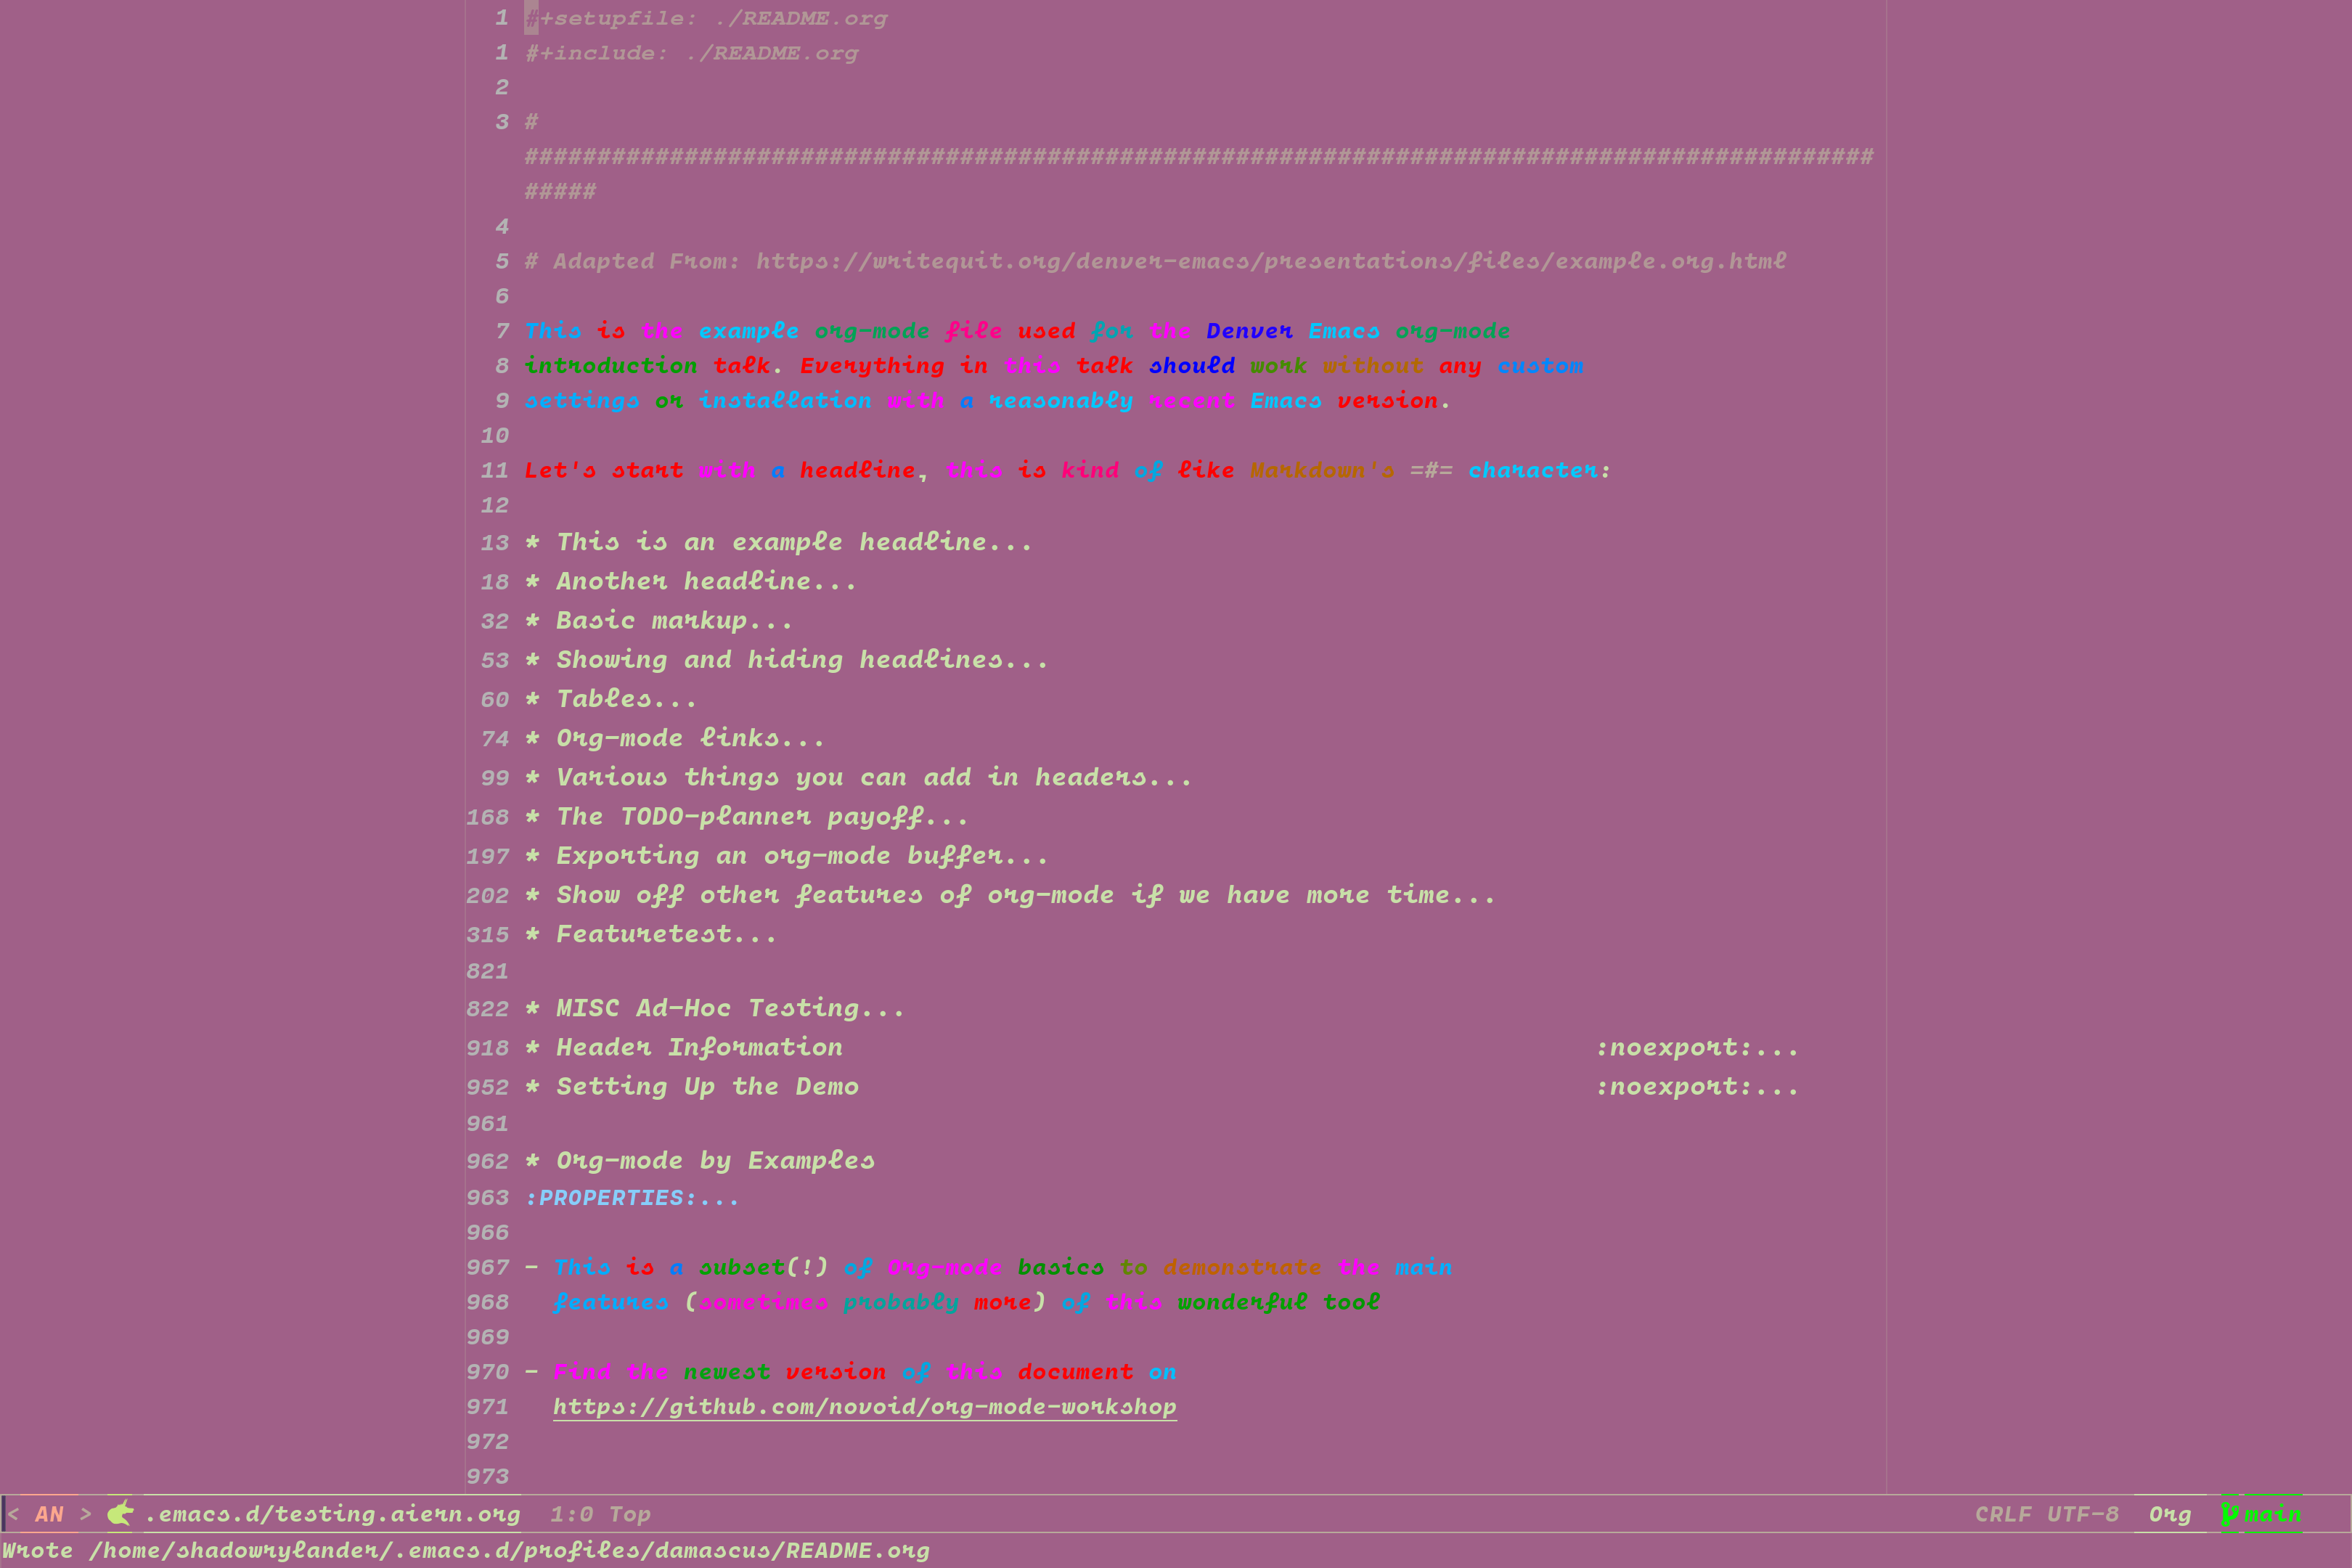 1 #+setupfile: ./README.org
1 #+include: ./README.org
2
3 #
##############################################################################################
#####
4
5 # Adapted From: https://writequit.org/denver-emacs/presentations/files/example.org.html
6
7 This is the example org-mode file used for the Denver Emacs org-mode
8 introduction talk. Everything in this talk should work without any custom
9 settings or installation with a reasonably recent Emacs version.
10
11 Let's start with a headline, this is kind of like Markdown's =#= character:
12
13 * This is an example headline...
18 * Another headline...
32 * Basic markup...
53 * Showing and hiding headlines...
60 * Tables...
74 * Org-mode links...
99 * Various things you can add in headers...
168 * The TODO-planner payoff...
197 * Exporting an org-mode buffer...
202 * Show off other features of org-mode if we have more time...
315 * Featuretest...
821
822 * MISC Ad-Hoc Testing...
918 * Header Information :noexport:...
952 * Setting Up the Demo :noexport:...
961
962 * Org-mode by Examples
963 :PROPERTIES:...
966
967 - This is a subset(!) of Org-mode basics to demonstrate the main
968 features (sometimes probably more) of this wonderful tool
969
970 - Find the newest version of this document on
971 https://github.com/novoid/org-mode-workshop
972
973
< AN > .emacs.d/testing.aiern.org 1:0 Top CRLF UTF-8 Org main
Wrote /home/shadowrylander/.emacs.d/profiles/damascus/README.org